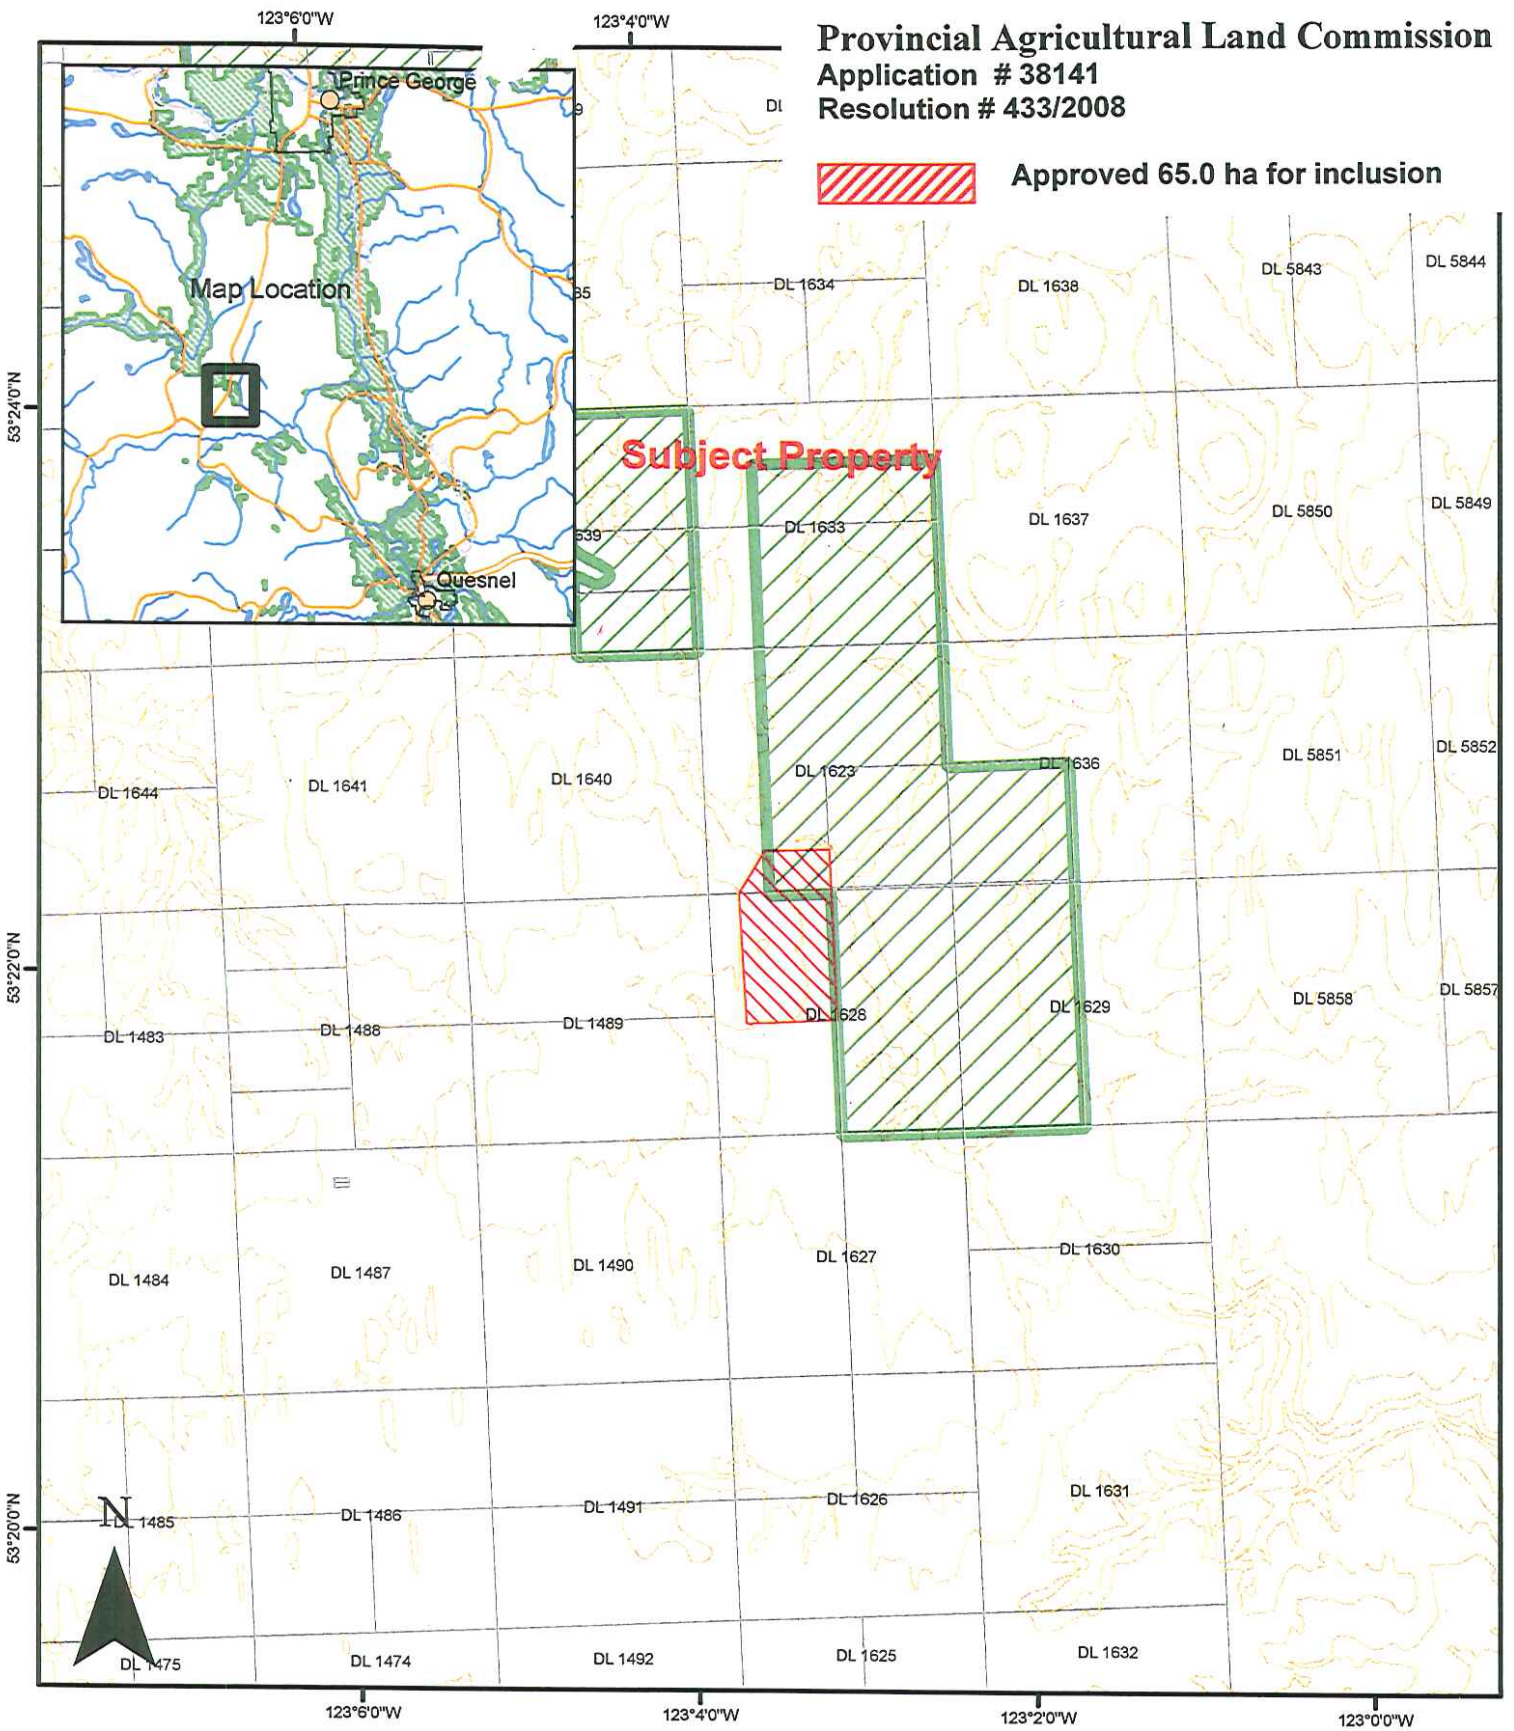 123°6'0"W
123°4'0"W
Provincial Agricultural Land Commission
Application # 38141
Resolution # 433/2008
Approved 65.0 ha for inclusion
Prince George
Map Location
Quesnel
53°24'0"N
DL 1634
DL 1638
DL 5843
DL 5844
Subject Property
DL 1633
DL 1637
DL 5850
DL 5849
DL 1644
DL 1641
DL 1640
DL 1623
DL 1636
DL 5851
DL 5852
53°22'0"N
DL 1483
DL 1488
DL 1489
DL 1628
DL 1629
DL 5858
DL 5857
DL 1484
DL 1487
DL 1490
DL 1627
DL 1630
53°20'0"N
N
DL 1485
DL 1486
DL 1491
DL 1626
DL 1631
DL 1475
DL 1474
DL 1492
DL 1625
DL 1632
123°6'0"W
123°4'0"W
123°2'0"W
123°0'0"W